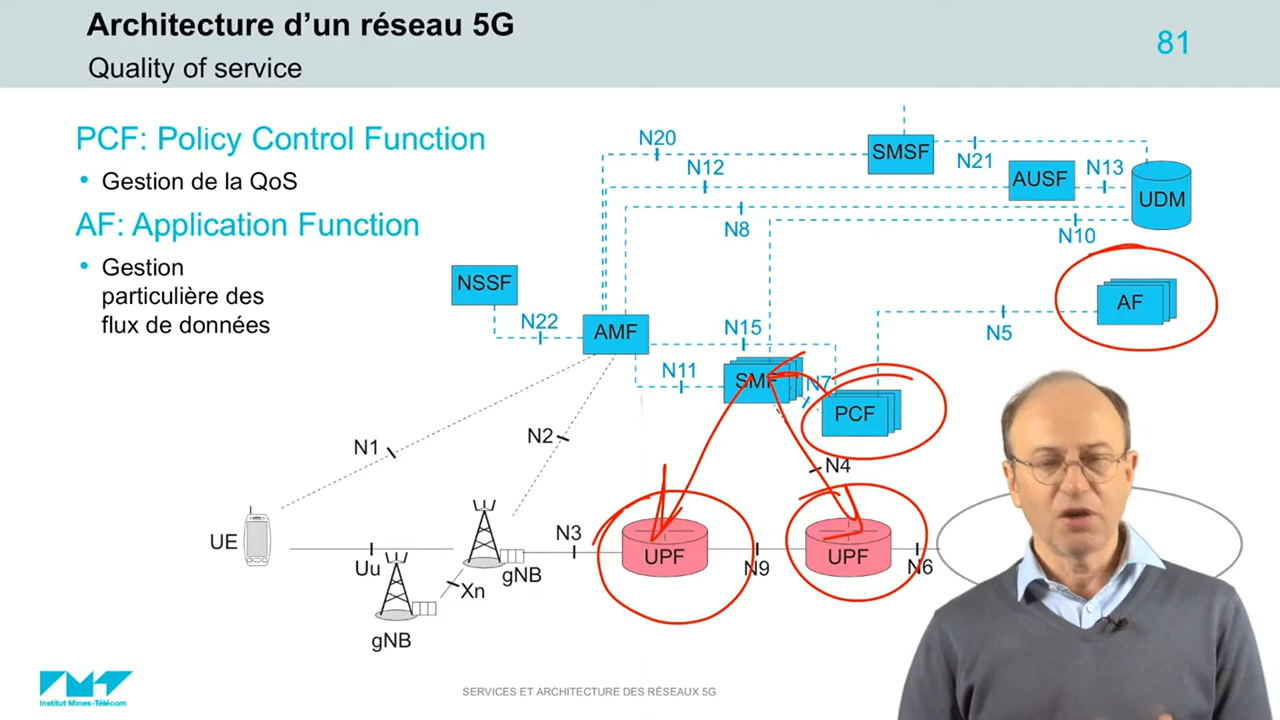 Architecture d'un réseau 5G
Quality of service
81
PCF: Policy Control Function
• Gestion de la QoS
AF: Application Function
• Gestion
particulière des
flux de données
N20
SMSF
N21
N12
AUSF
N13
UDM
N8
N10
NSSF
AF
N22
AMF
N15
N5
N11
SMF
N7
PCF
N1
N2
N4
UE
N3
UPF
UPF
Uu
gNB
N9
N6
Xn
gNB
IMT
Institut Mines-Télécom
SERVICES ET ARCHITECTURE DES RÉSEAUX 5G